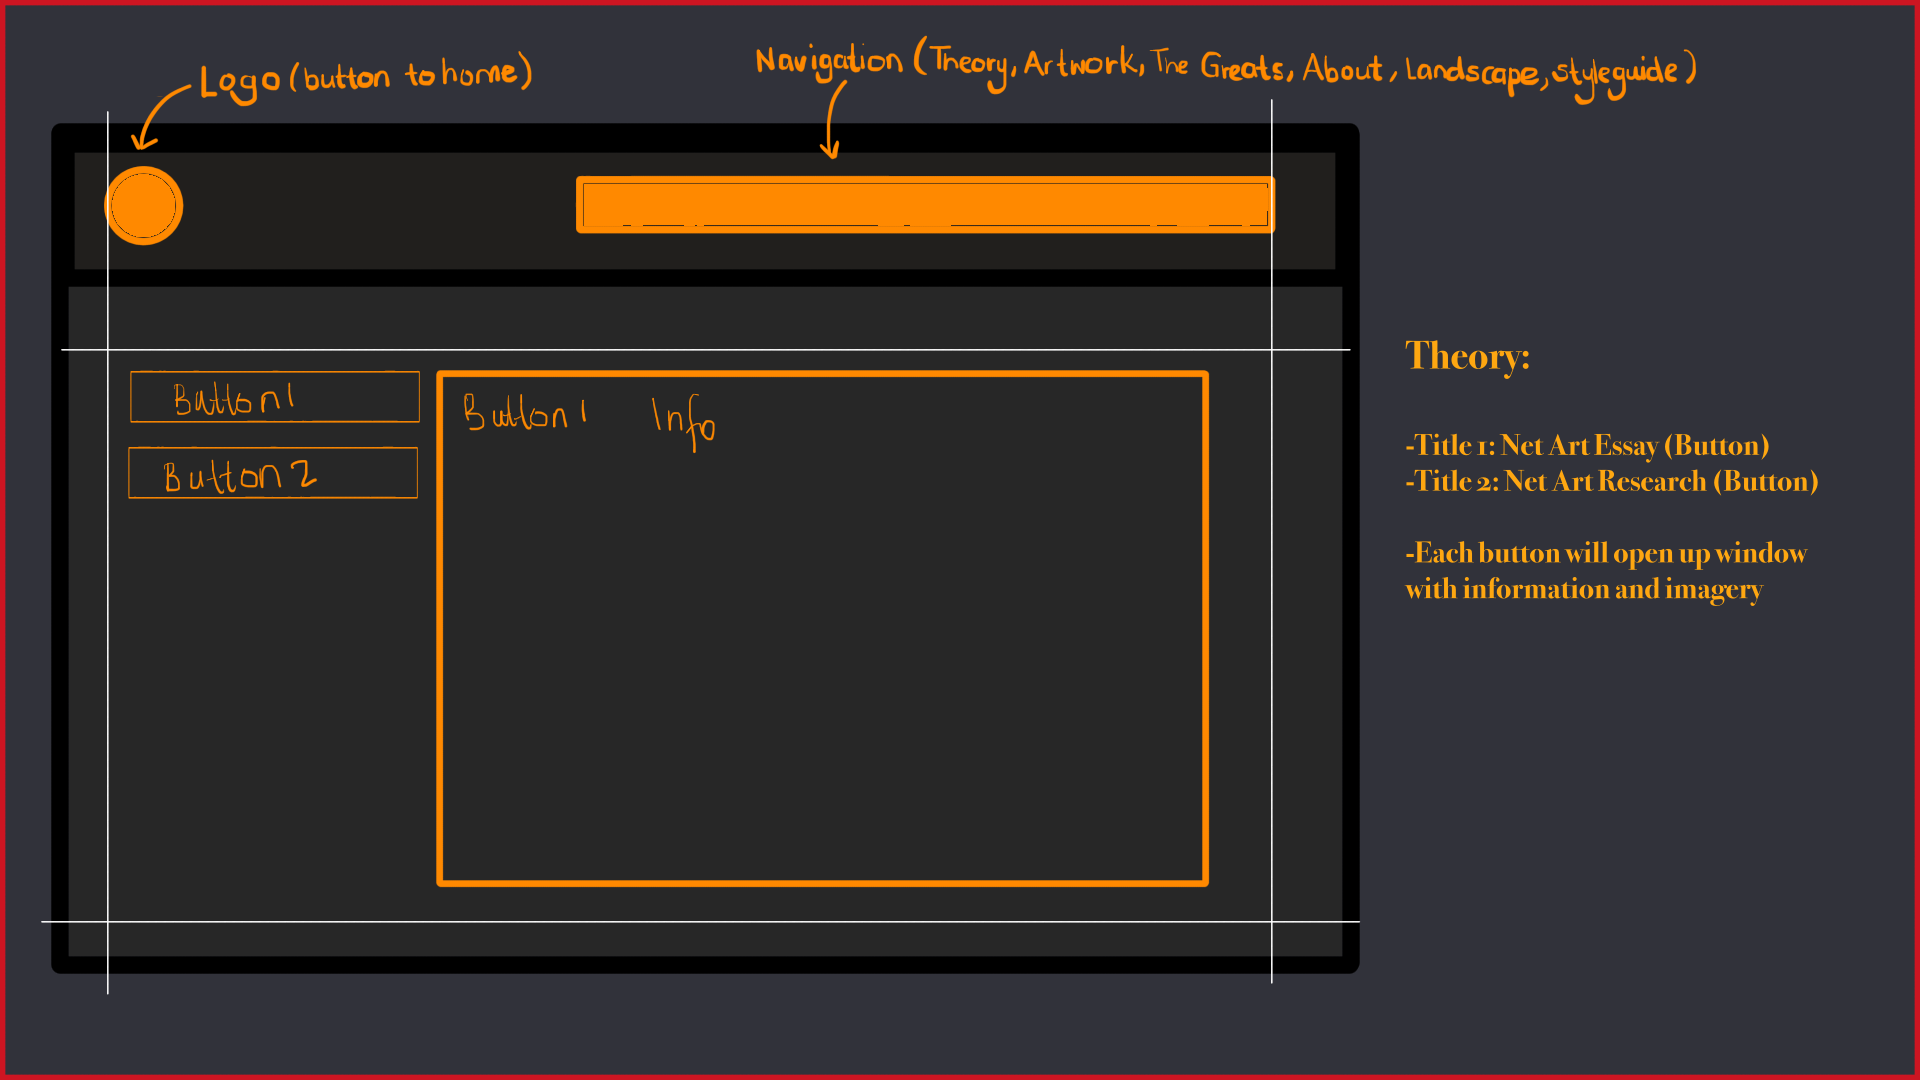 Logo (button to home)
Navigation (Theory, Artwork, The Greats, About, Landscape, styleguide)
Button 1
Button 2
Button 1 Info
Theory:
-Title 1: Net Art Essay (Button)
-Title 2: Net Art Research (Button)
-Each button will open up window
with information and imagery